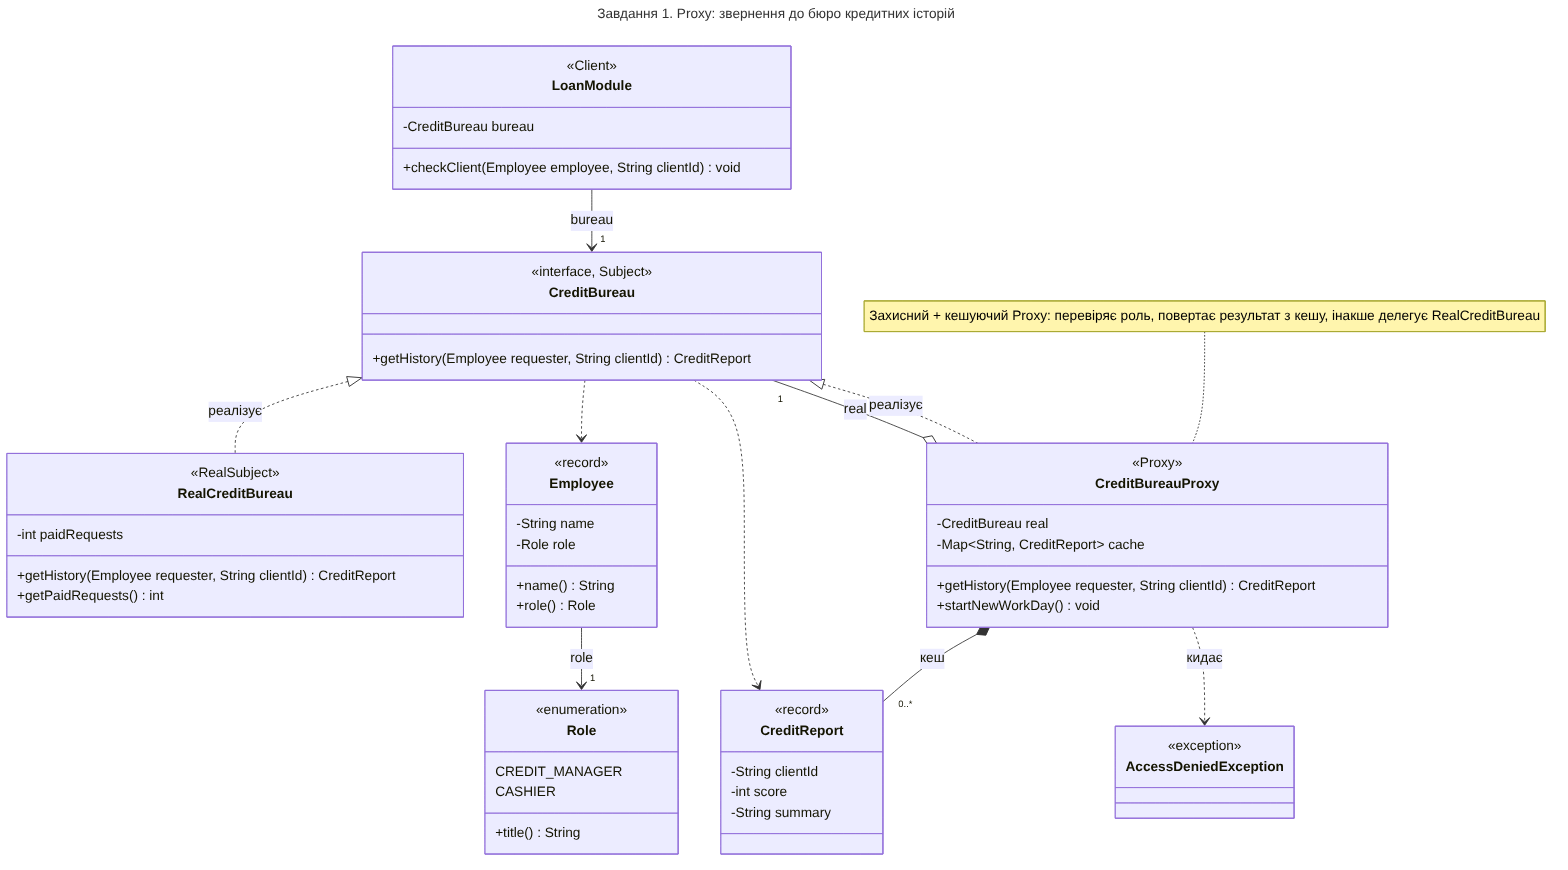 Завдання 1. Proxy: звернення до бюро кредитних історій
«Client»
LoanModule
-CreditBureau bureau
+checkClient(Employee employee, String clientId) : void
bureau
1
«interface, Subject»
CreditBureau
+getHistory(Employee requester, String clientId) : CreditReport
Захисний + кешуючий Proxy: перевіряє роль, повертає результат з кешу, інакше делегує RealCreditBureau
1
реалізує
real
реалізує
«RealSubject»
RealCreditBureau
-int paidRequests
+getHistory(Employee requester, String clientId) : CreditReport
+getPaidRequests() : int
«record»
Employee
-String name
-Role role
+name() : String
+role() : Role
«Proxy»
CreditBureauProxy
-CreditBureau real
-Map<String, CreditReport> cache
+getHistory(Employee requester, String clientId) : CreditReport
+startNewWorkDay() : void
role
1
кеш
0..*
кидає
«enumeration»
Role
CREDIT_MANAGER
CASHIER
+title() : String
«record»
CreditReport
-String clientId
-int score
-String summary
«exception»
AccessDeniedException